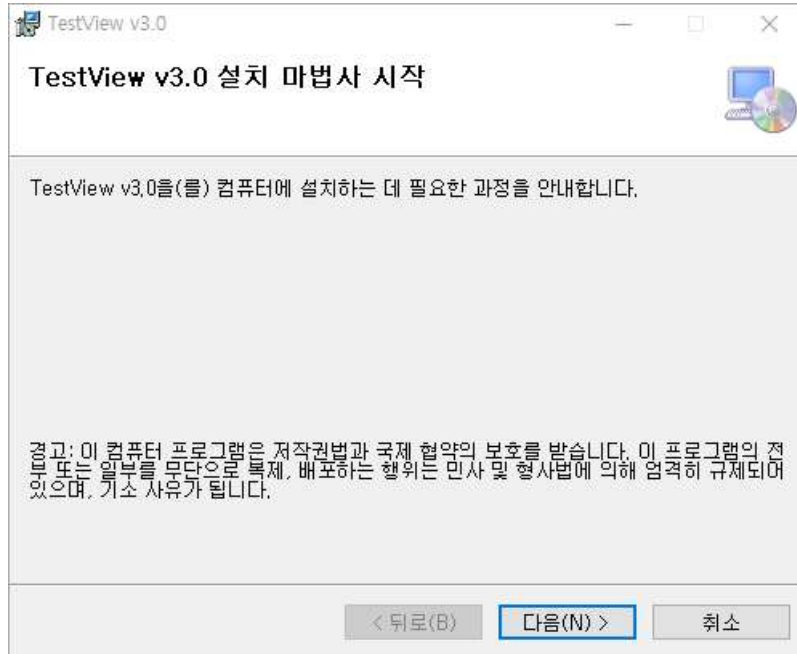 TestView v3.0
TestView v3.0 설치 마법사 시작
TestView v3.0을(를) 컴퓨터에 설치하는 데 필요한 과정을 안내합니다.
경고: 이 컴퓨터 프로그램은 저작권법과 국제 협약의 보호를 받습니다. 이 프로그램의 전
부 또는 일부를 무단으로 복제, 배포하는 행위는 민사 및 형사법에 의해 엄격히 규제되어
있으며, 기소 사유가 됩니다.
< 뒤로(B) 다음(N) > 취소